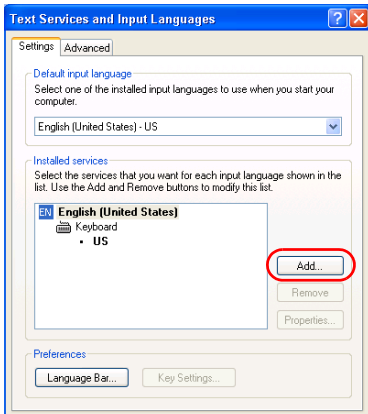 Text Services and Input Languages
Settings
Advanced
Default input language
Select one of the installed input languages to use when you start your
computer.
English (United States) - US
Installed services
Select the services that you want for each input language shown in the
list. Use the Add and Remove buttons to modify this list.
EN English (United States)
Keyboard
• US
Add...
Remove
Properties...
Preferences
Language Bar...
Key Settings...